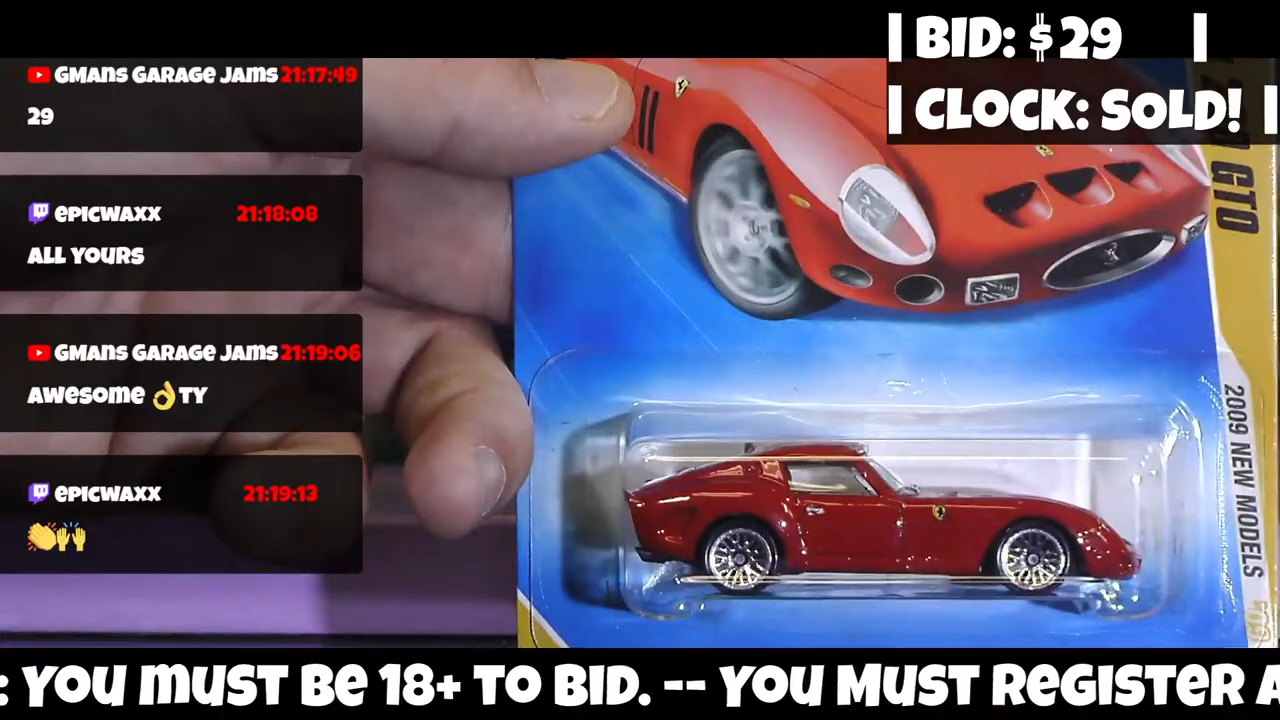 | BID: $29 |
| CLOCK: SOLD! |
GMANS GARAGE JAMS 21:17:49
29
EPICWAXX 21:18:08
ALL YOURS
GMANS GARAGE JAMS 21:19:06
AWESOME 👌TY
EPICWAXX 21:19:13
👏🙌
GTO
2009 NEW MODELS
'09
: YOU MUST BE 18+ TO BID. -- YOU MUST REGISTER A